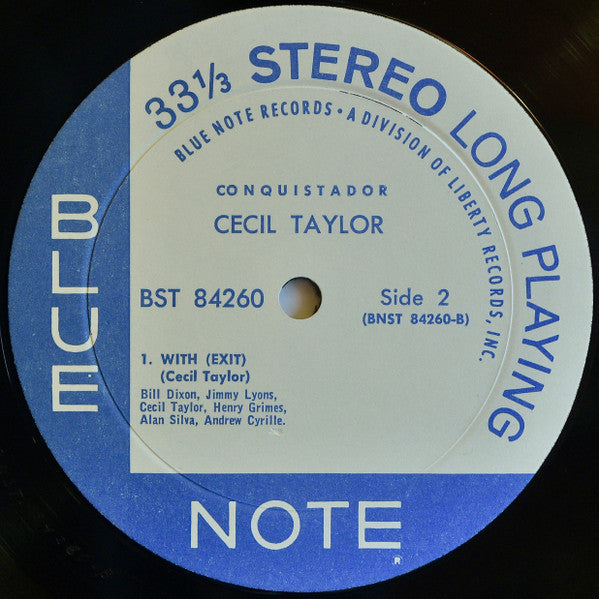 33 1/3 STEREO LONG PLAYING
BLUE NOTE RECORDS • A DIVISION OF LIBERTY RECORDS, INC.
CONQUISTADOR
CECIL TAYLOR
BST 84260
Side 2
(BNST 84260-B)
1. WITH (EXIT)
(Cecil Taylor)
Bill Dixon, Jimmy Lyons,
Cecil Taylor, Henry Grimes,
Alan Silva, Andrew Cyrille.
BLUE
NOTE
®